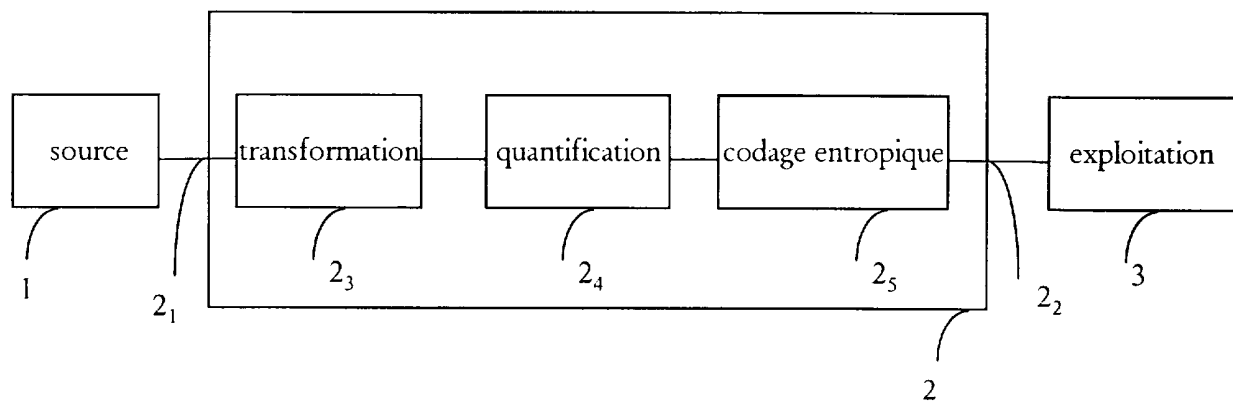 source
transformation
quantification
codage entropique
exploitation
1
2₁
2₃
2₄
2₅
2₂
3
2